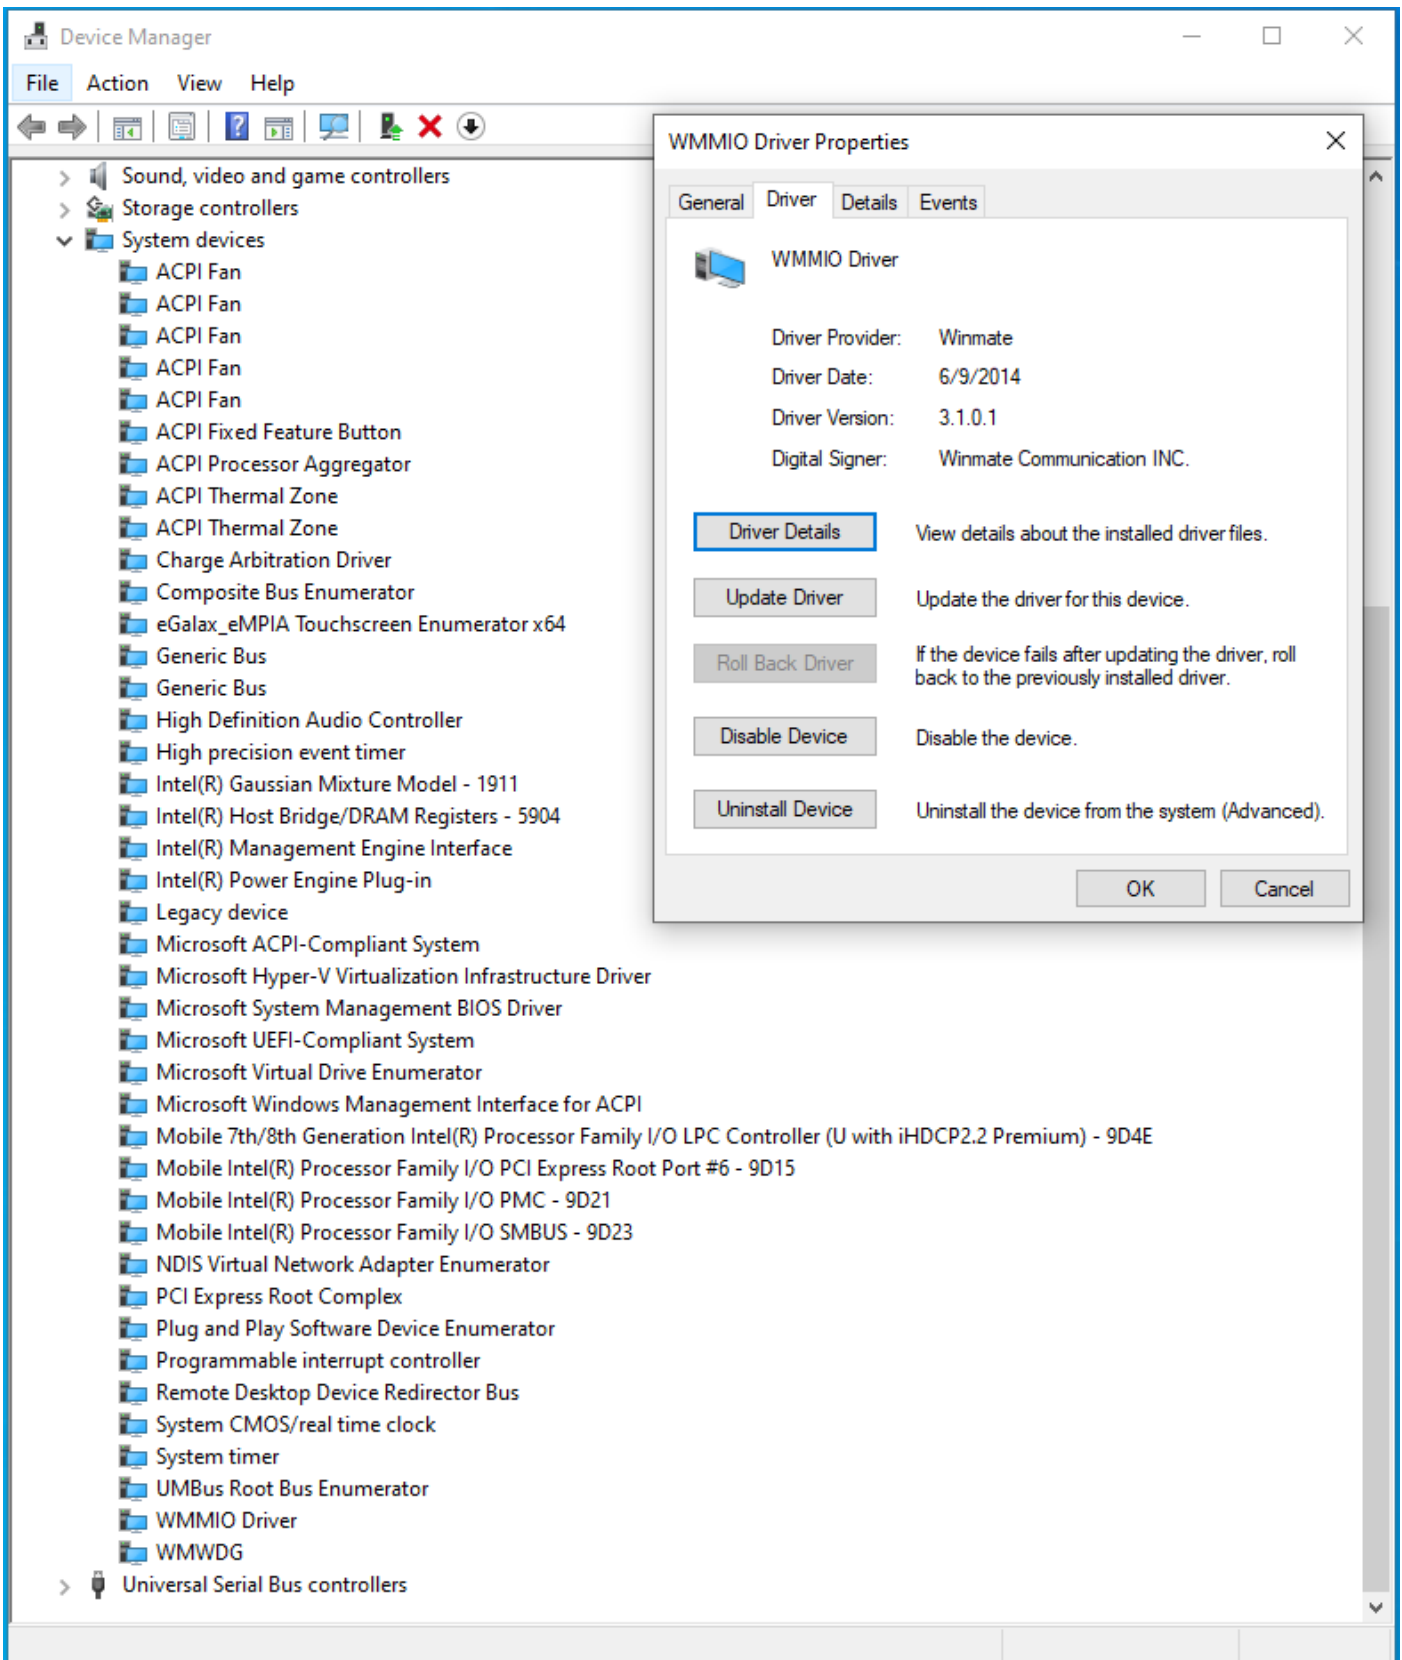 Device Manager
File Action View Help
Sound, video and game controllers
Storage controllers
System devices
ACPI Fan
ACPI Fan
ACPI Fan
ACPI Fan
ACPI Fan
ACPI Fixed Feature Button
ACPI Processor Aggregator
ACPI Thermal Zone
ACPI Thermal Zone
Charge Arbitration Driver
Composite Bus Enumerator
eGalax_eMPIA Touchscreen Enumerator x64
Generic Bus
Generic Bus
High Definition Audio Controller
High precision event timer
Intel(R) Gaussian Mixture Model - 1911
Intel(R) Host Bridge/DRAM Registers - 5904
Intel(R) Management Engine Interface
Intel(R) Power Engine Plug-in
Legacy device
Microsoft ACPI-Compliant System
Microsoft Hyper-V Virtualization Infrastructure Driver
Microsoft System Management BIOS Driver
Microsoft UEFI-Compliant System
Microsoft Virtual Drive Enumerator
Microsoft Windows Management Interface for ACPI
Mobile 7th/8th Generation Intel(R) Processor Family I/O LPC Controller (U with iHDCP2.2 Premium) - 9D4E
Mobile Intel(R) Processor Family I/O PCI Express Root Port #6 - 9D15
Mobile Intel(R) Processor Family I/O PMC - 9D21
Mobile Intel(R) Processor Family I/O SMBUS - 9D23
NDIS Virtual Network Adapter Enumerator
PCI Express Root Complex
Plug and Play Software Device Enumerator
Programmable interrupt controller
Remote Desktop Device Redirector Bus
System CMOS/real time clock
System timer
UMBus Root Bus Enumerator
WMMIO Driver
WMWDG
Universal Serial Bus controllers
WMMIO Driver Properties
General Driver Details Events
WMMIO Driver
Driver Provider: Winmate
Driver Date: 6/9/2014
Driver Version: 3.1.0.1
Digital Signer: Winmate Communication INC.
Driver Details View details about the installed driver files.
Update Driver Update the driver for this device.
Roll Back Driver If the device fails after updating the driver, roll
back to the previously installed driver.
Disable Device Disable the device.
Uninstall Device Uninstall the device from the system (Advanced).
OK Cancel